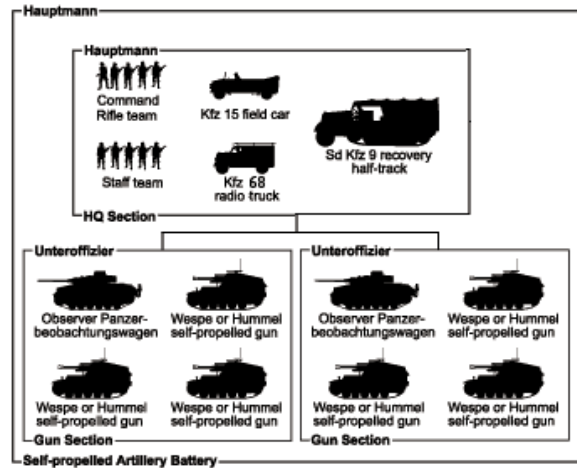 Hauptmann
Hauptmann
Command
Rifle team
Kfz 15 field car
Sd Kfz 9 recovery
half-track
Staff team
Kfz 68
radio truck
HQ Section
Unteroffizier
Observer Panzer-
beobachtungswagen
Wespe or Hummel
self-propelled gun
Wespe or Hummel
self-propelled gun
Wespe or Hummel
self-propelled gun
Gun Section
Unteroffizier
Observer Panzer-
beobachtungswagen
Wespe or Hummel
self-propelled gun
Wespe or Hummel
self-propelled gun
Wespe or Hummel
self-propelled gun
Gun Section
Self-propelled Artillery Battery